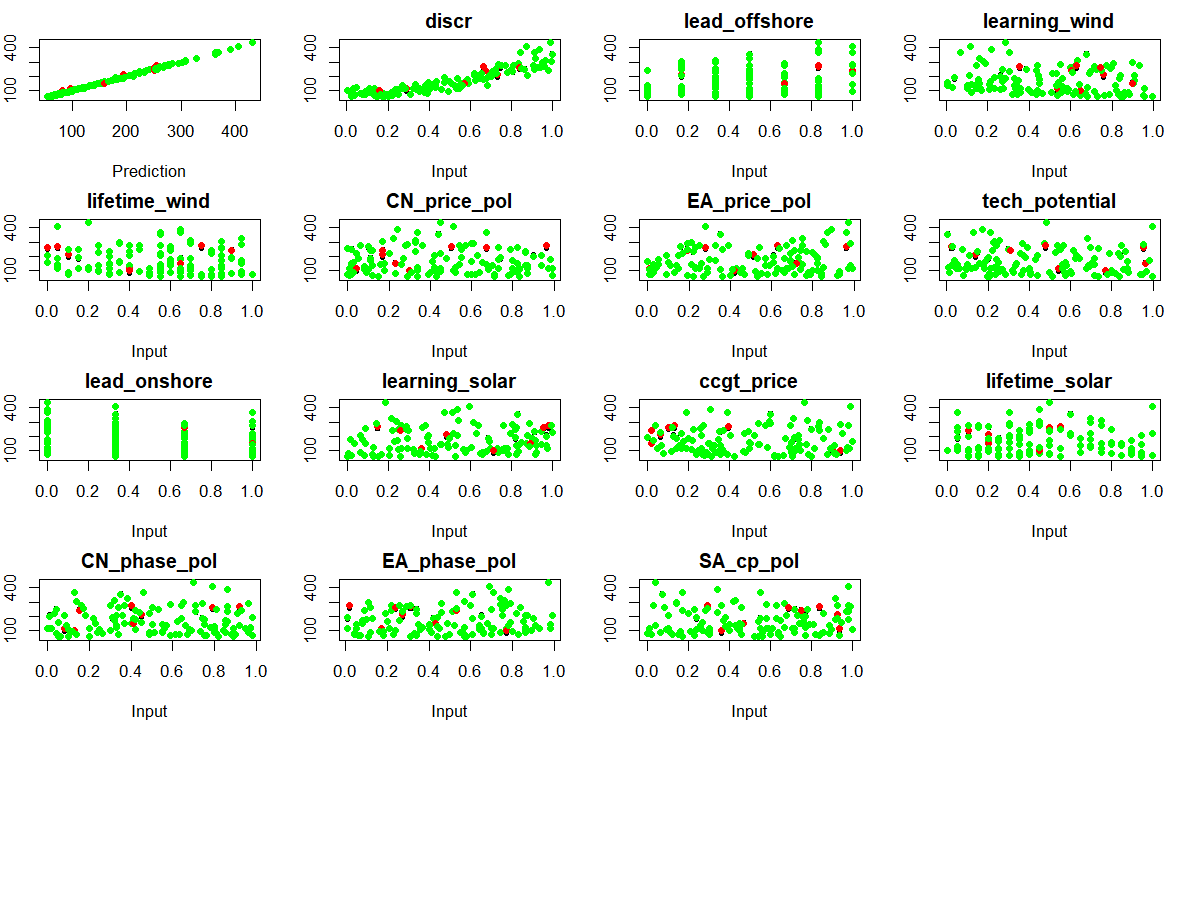 discr lead_offshore learning_wind
100 400 100 400 100 400 100 400
100 200 300 400 0.0 0.2 0.4 0.6 0.8 1.0 0.0 0.2 0.4 0.6 0.8 1.0 0.0 0.2 0.4 0.6 0.8 1.0
Prediction Input Input Input
lifetime_wind CN_price_pol EA_price_pol tech_potential
100 400 100 400 100 400 100 400
0.0 0.2 0.4 0.6 0.8 1.0 0.0 0.2 0.4 0.6 0.8 1.0 0.0 0.2 0.4 0.6 0.8 1.0 0.0 0.2 0.4 0.6 0.8 1.0
Input Input Input Input
lead_onshore learning_solar ccgt_price lifetime_solar
100 400 100 400 100 400 100 400
0.0 0.2 0.4 0.6 0.8 1.0 0.0 0.2 0.4 0.6 0.8 1.0 0.0 0.2 0.4 0.6 0.8 1.0 0.0 0.2 0.4 0.6 0.8 1.0
Input Input Input Input
CN_phase_pol EA_phase_pol SA_cp_pol
100 400 100 400 100 400
0.0 0.2 0.4 0.6 0.8 1.0 0.0 0.2 0.4 0.6 0.8 1.0 0.0 0.2 0.4 0.6 0.8 1.0
Input Input Input